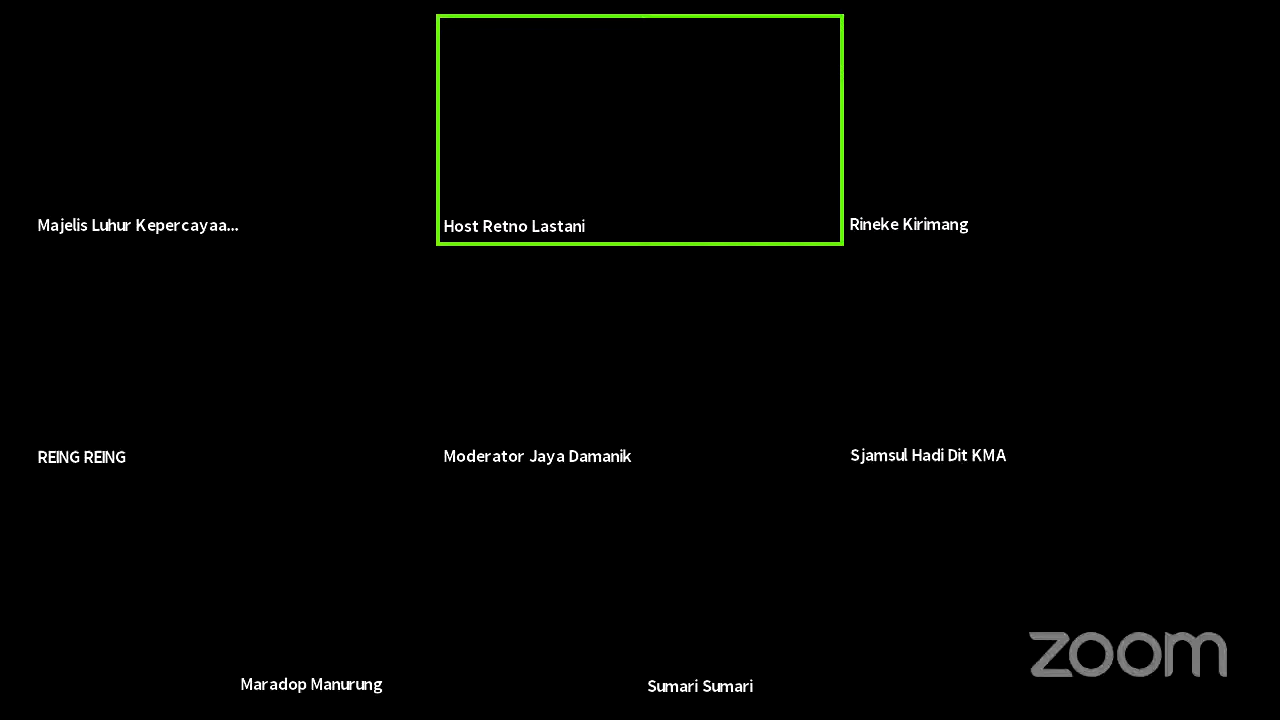 Majelis Luhur Kepercayaa...
Host Retno Lastani
Rineke Kirimang
REING REING
Moderator Jaya Damanik
Sjamsul Hadi Dit KMA
Maradop Manurung
Sumari Sumari
zoom